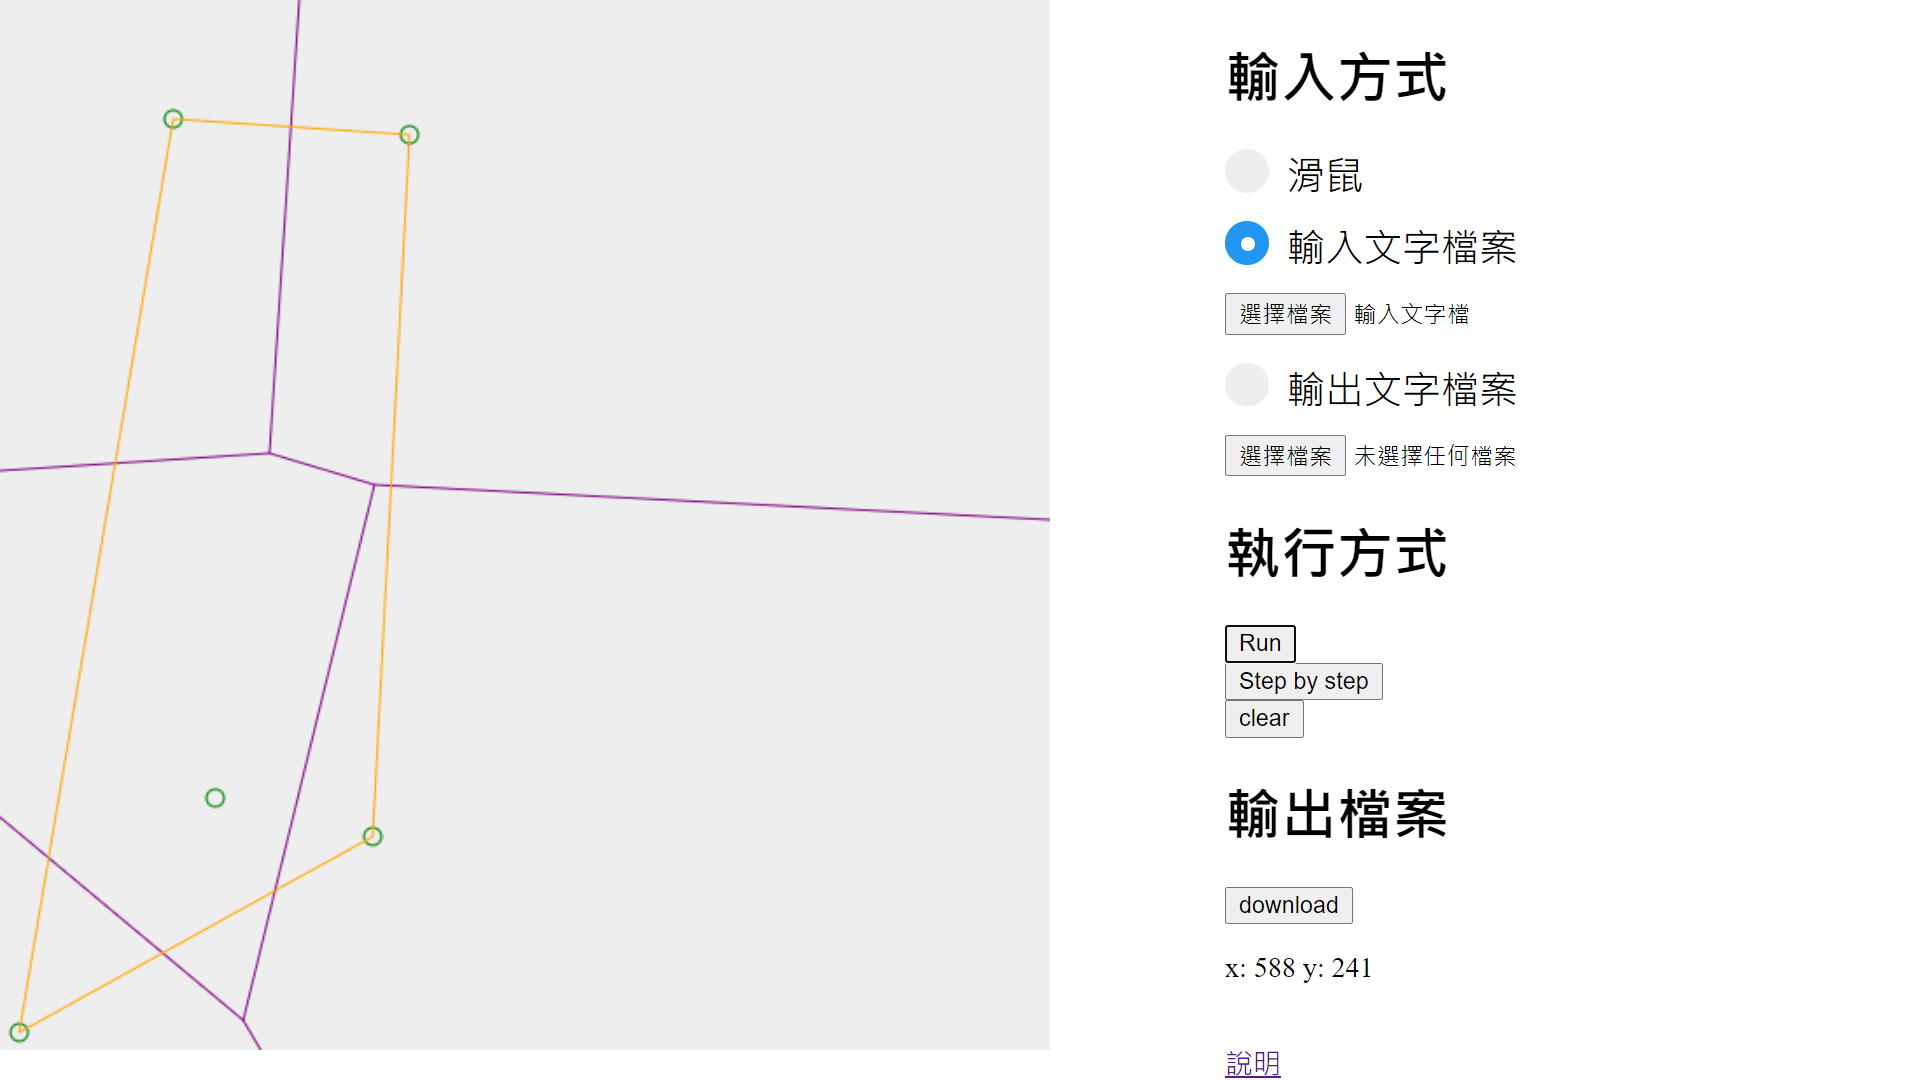 輸入方式
滑鼠
輸入文字檔案
選擇檔案 輸入文字檔
輸出文字檔案
選擇檔案 未選擇任何檔案
執行方式
Run
Step by step
clear
輸出檔案
download
x: 588 y: 241
說明